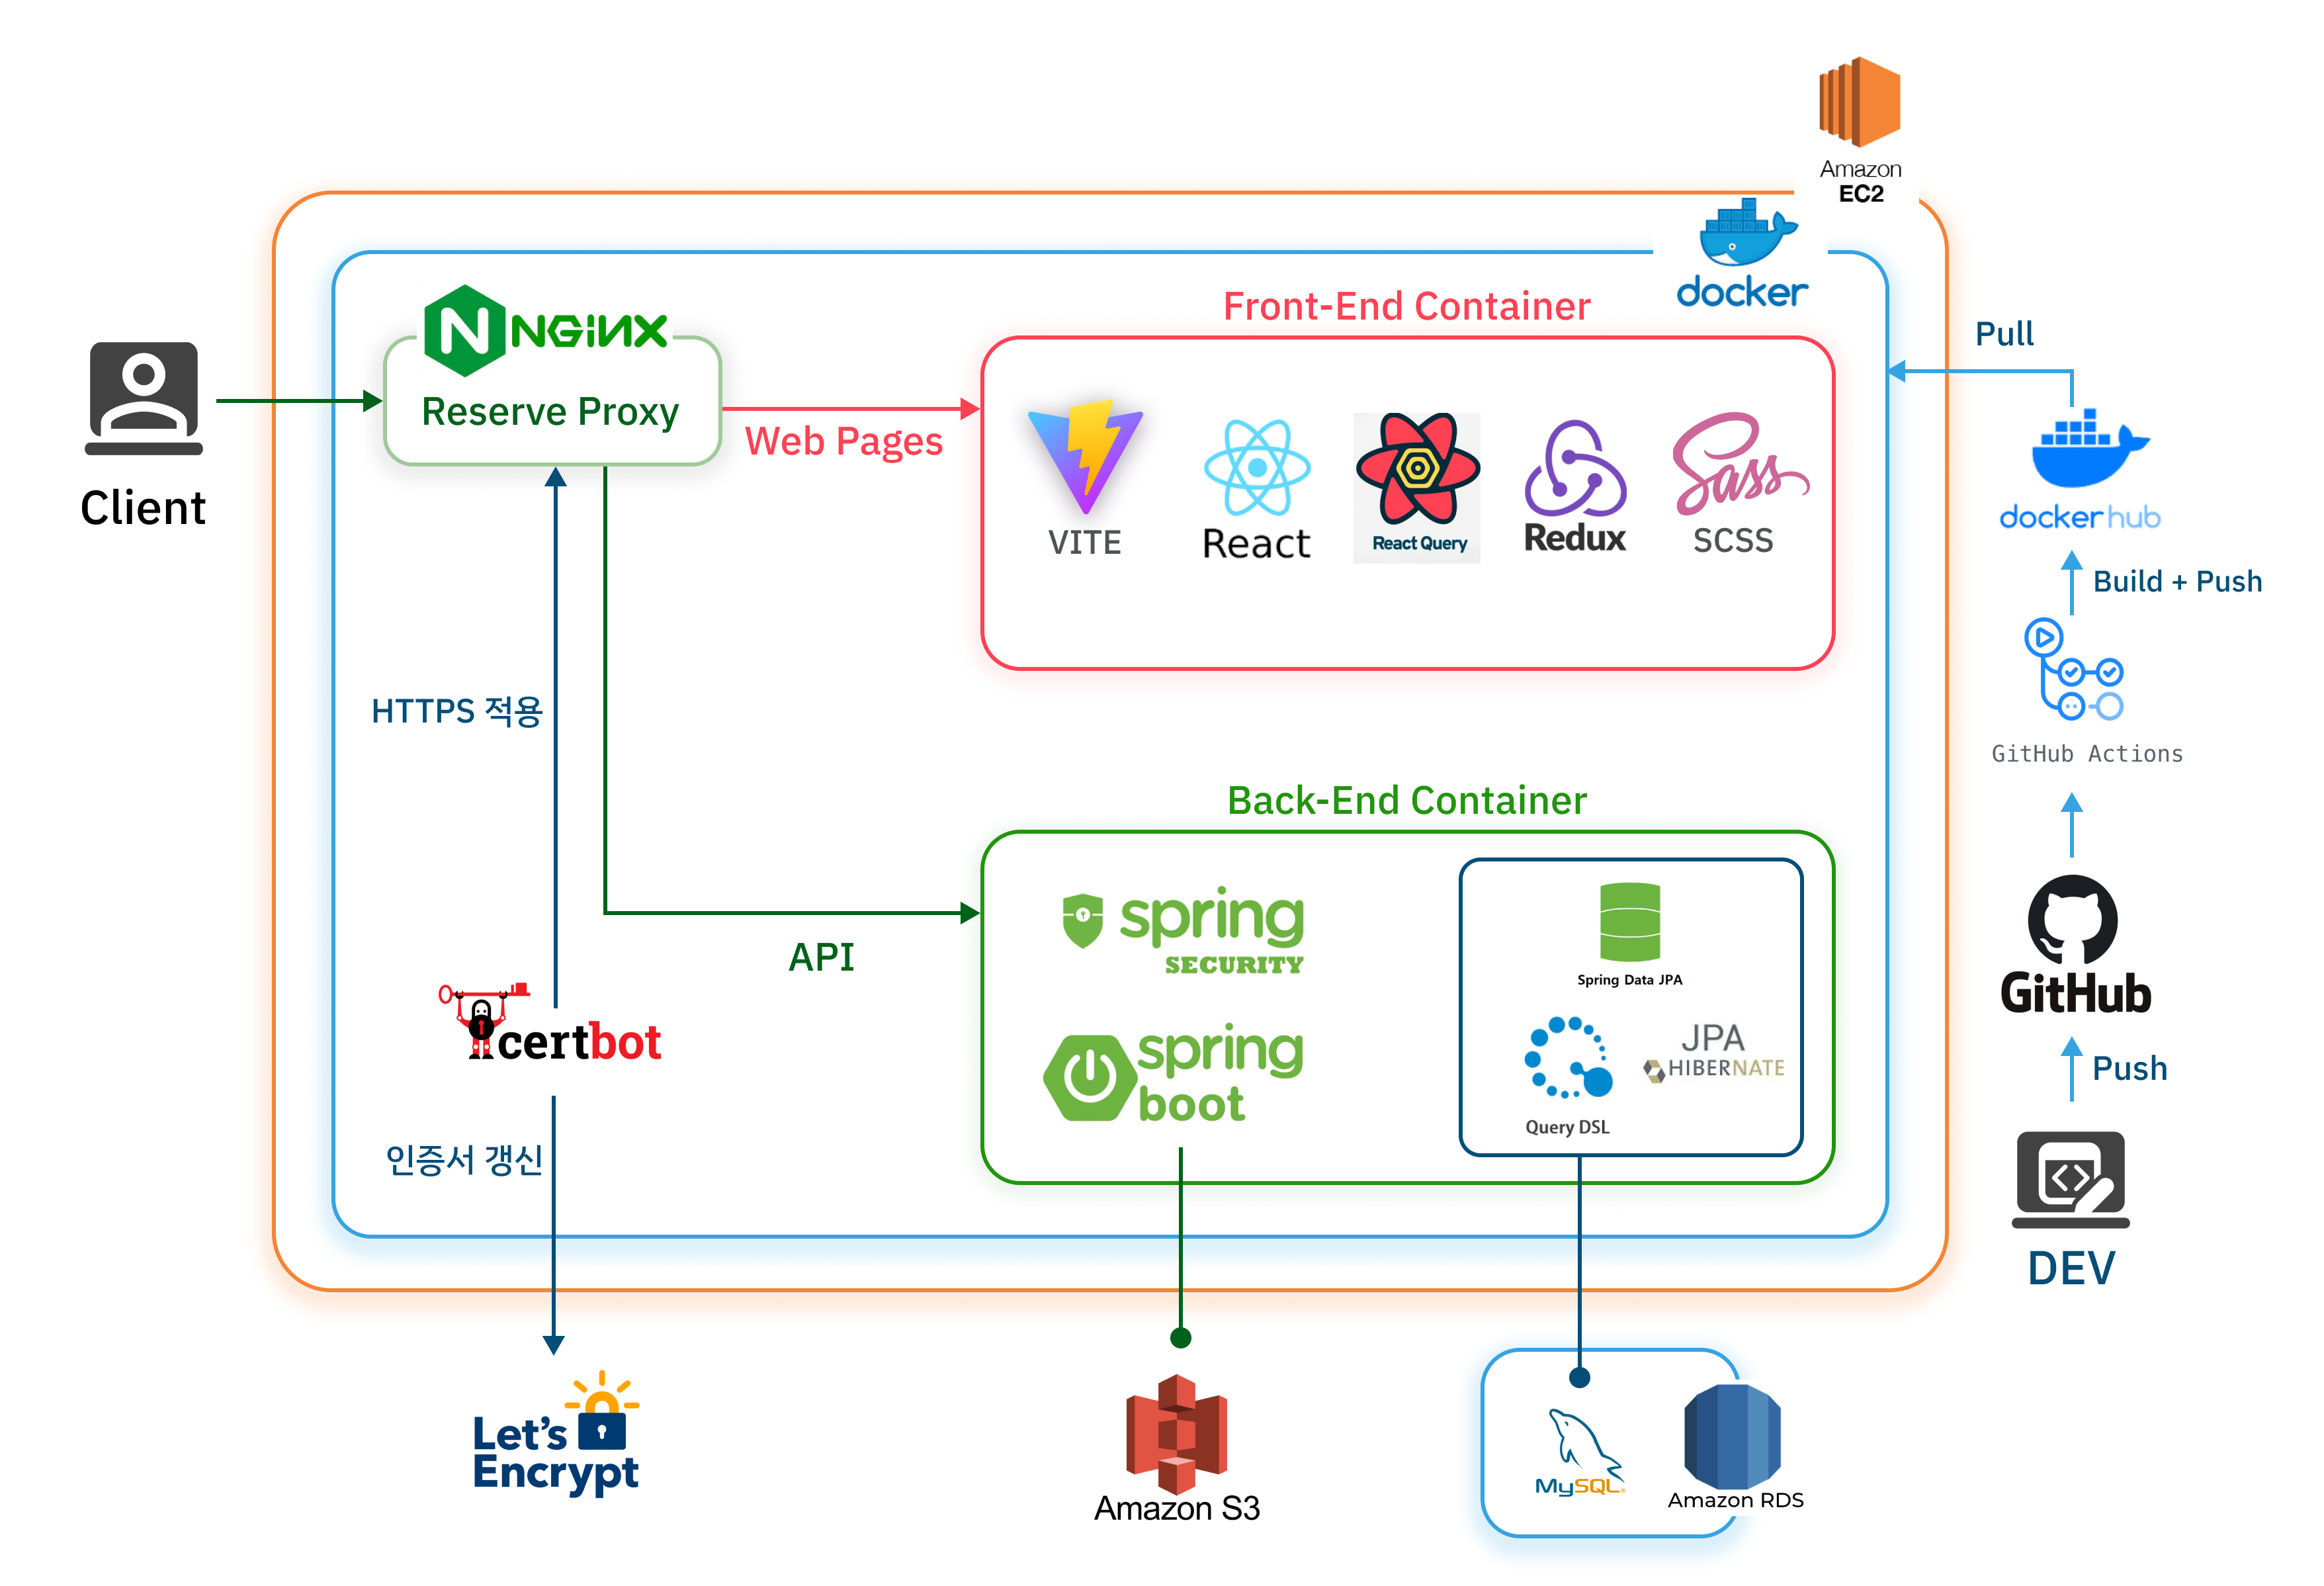 Amazon
EC2
docker
NGINX
Reserve Proxy
Client
Web Pages
Front-End Container
VITE
React
React Query
Redux
Sass
SCSS
Pull
dockerhub
Build + Push
GitHub Actions
GitHub
Push
DEV
HTTPS 적용
API
certbot
인증서 갱신
Let's
Encrypt
Back-End Container
spring
SECURITY
spring
boot
Spring Data JPA
Query DSL
JPA
HIBERNATE
Amazon S3
MySQL
Amazon RDS